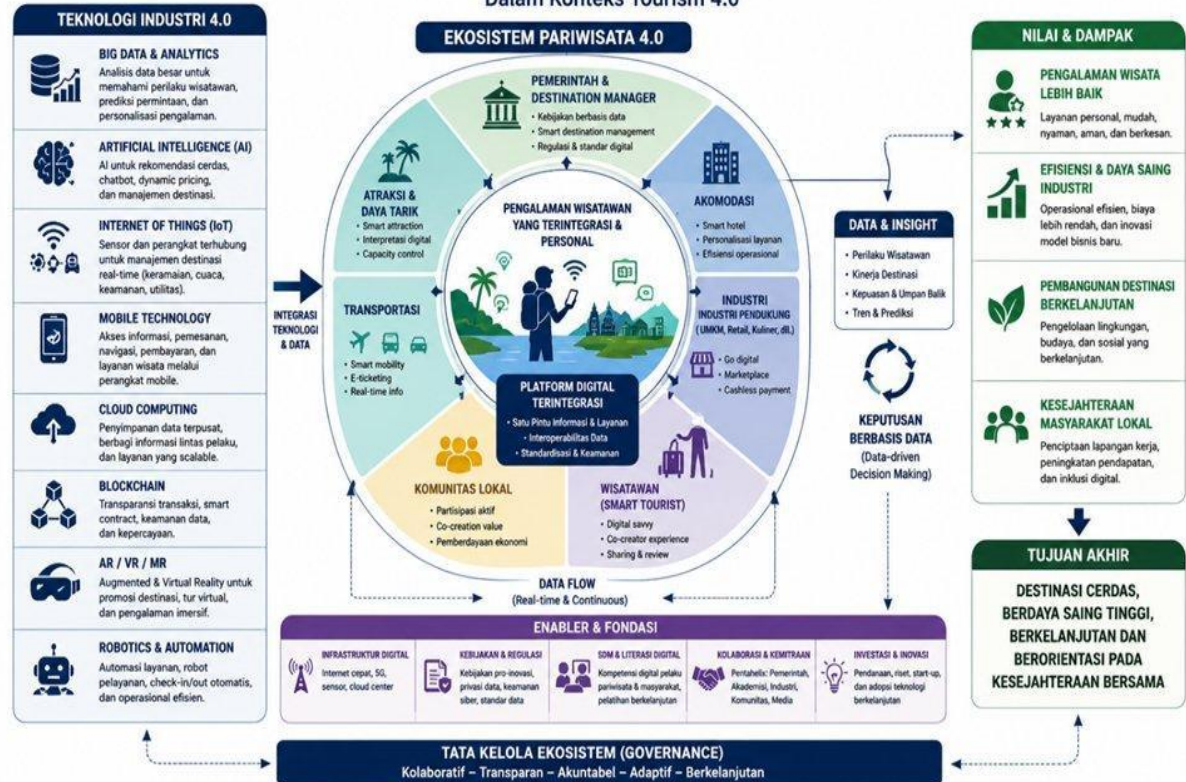 Dalam Konteks Tourism 4.0
TEKNOLOGI INDUSTRI 4.0
BIG DATA & ANALYTICS
Analisis data besar untuk
memahami perilaku wisatawan,
prediksi permintaan, dan
personalisasi pengalaman.
ARTIFICIAL INTELLIGENCE (AI)
AI untuk rekomendasi cerdas,
chatbot, dynamic pricing,
dan manajemen destinasi.
INTERNET OF THINGS (IoT)
Sensor dan perangkat terhubung
untuk manajemen destinasi
real-time (keramaian, cuaca,
keamanan, utilitas).
MOBILE TECHNOLOGY
Akses informasi, pemesanan,
navigasi, pembayaran, dan
layanan wisata melalui
perangkat mobile.
CLOUD COMPUTING
Penyimpanan data terpusat,
berbagi informasi lintas pelaku,
dan layanan yang scalable.
BLOCKCHAIN
Transparansi transaksi, smart
contract, keamanan data,
dan kepercayaan.
AR / VR / MR
Augmented & Virtual Reality untuk
promosi destinasi, tur virtual,
dan pengalaman imersif.
ROBOTICS & AUTOMATION
Automasi layanan, robot
pelayanan, check-in/out otomatis,
dan operasional efisien.
INTEGRASI
TEKNOLOGI
& DATA
EKOSISTEM PARIWISATA 4.0
PEMERINTAH &
DESTINATION MANAGER
• Kebijakan berbasis data
• Smart destination management
• Regulasi & standar digital
ATRAKSI &
DAYA TARIK
• Smart attraction
• Interpretasi digital
• Capacity control
AKOMODASI
• Smart hotel
• Personalisasi layanan
• Efisiensi operasional
PENGALAMAN WISATAWAN
YANG TERINTEGRASI &
PERSONAL
TRANSPORTASI
• Smart mobility
• E-ticketing
• Real-time info
INDUSTRI
INDUSTRI PENDUKUNG
(UMKM, Retail, Kuliner, dll.)
• Go digital
• Marketplace
• Cashless payment
PLATFORM DIGITAL
TERINTEGRASI
• Satu Pintu Informasi & Layanan
• Interoperabilitas Data
• Standardisasi & Keamanan
KOMUNITAS LOKAL
• Partisipasi aktif
• Co-creation value
• Pemberdayaan ekonomi
WISATAWAN
(SMART TOURIST)
• Digital savvy
• Co-creator experience
• Sharing & review
DATA FLOW
(Real-time & Continuous)
DATA & INSIGHT
• Perilaku Wisatawan
• Kinerja Destinasi
• Kepuasan & Umpan Balik
• Tren & Prediksi
KEPUTUSAN
BERBASIS DATA
(Data-driven
Decision Making)
NILAI & DAMPAK
PENGALAMAN WISATA
LEBIH BAIK
Layanan personal, mudah,
nyaman, aman, dan berkesan.
EFISIENSI & DAYA SAING
INDUSTRI
Operasional efisien, biaya
lebih rendah, dan inovasi
model bisnis baru.
PEMBANGUNAN DESTINASI
BERKELANJUTAN
Pengelolaan lingkungan,
budaya, dan sosial yang
berkelanjutan.
KESEJAHTERAAN
MASYARAKAT LOKAL
Penciptaan lapangan kerja,
peningkatan pendapatan,
dan inklusi digital.
TUJUAN AKHIR
DESTINASI CERDAS,
BERDAYA SAING TINGGI,
BERKELANJUTAN DAN
BERORIENTASI PADA
KESEJAHTERAAN BERSAMA
ENABLER & FONDASI
INFRASTRUKTUR DIGITAL
Internet cepat, 5G,
sensor, cloud center
KEBIJAKAN & REGULASI
Kebijakan pro-inovasi,
privasi data, keamanan
siber, standar data
SDM & LITERASI DIGITAL
Kompetensi digital pelaku
pariwisata & masyarakat,
pelatihan berkelanjutan
KOLABORASI & KEMITRAAN
Pentahelix: Pemerintah,
Akademisi, Industri,
Komunitas, Media
INVESTASI & INOVASI
Pendanaan, riset, start-up,
dan adopsi teknologi
berkelanjutan
TATA KELOLA EKOSISTEM (GOVERNANCE)
Kolaboratif – Transparan – Akuntabel – Adaptif – Berkelanjutan